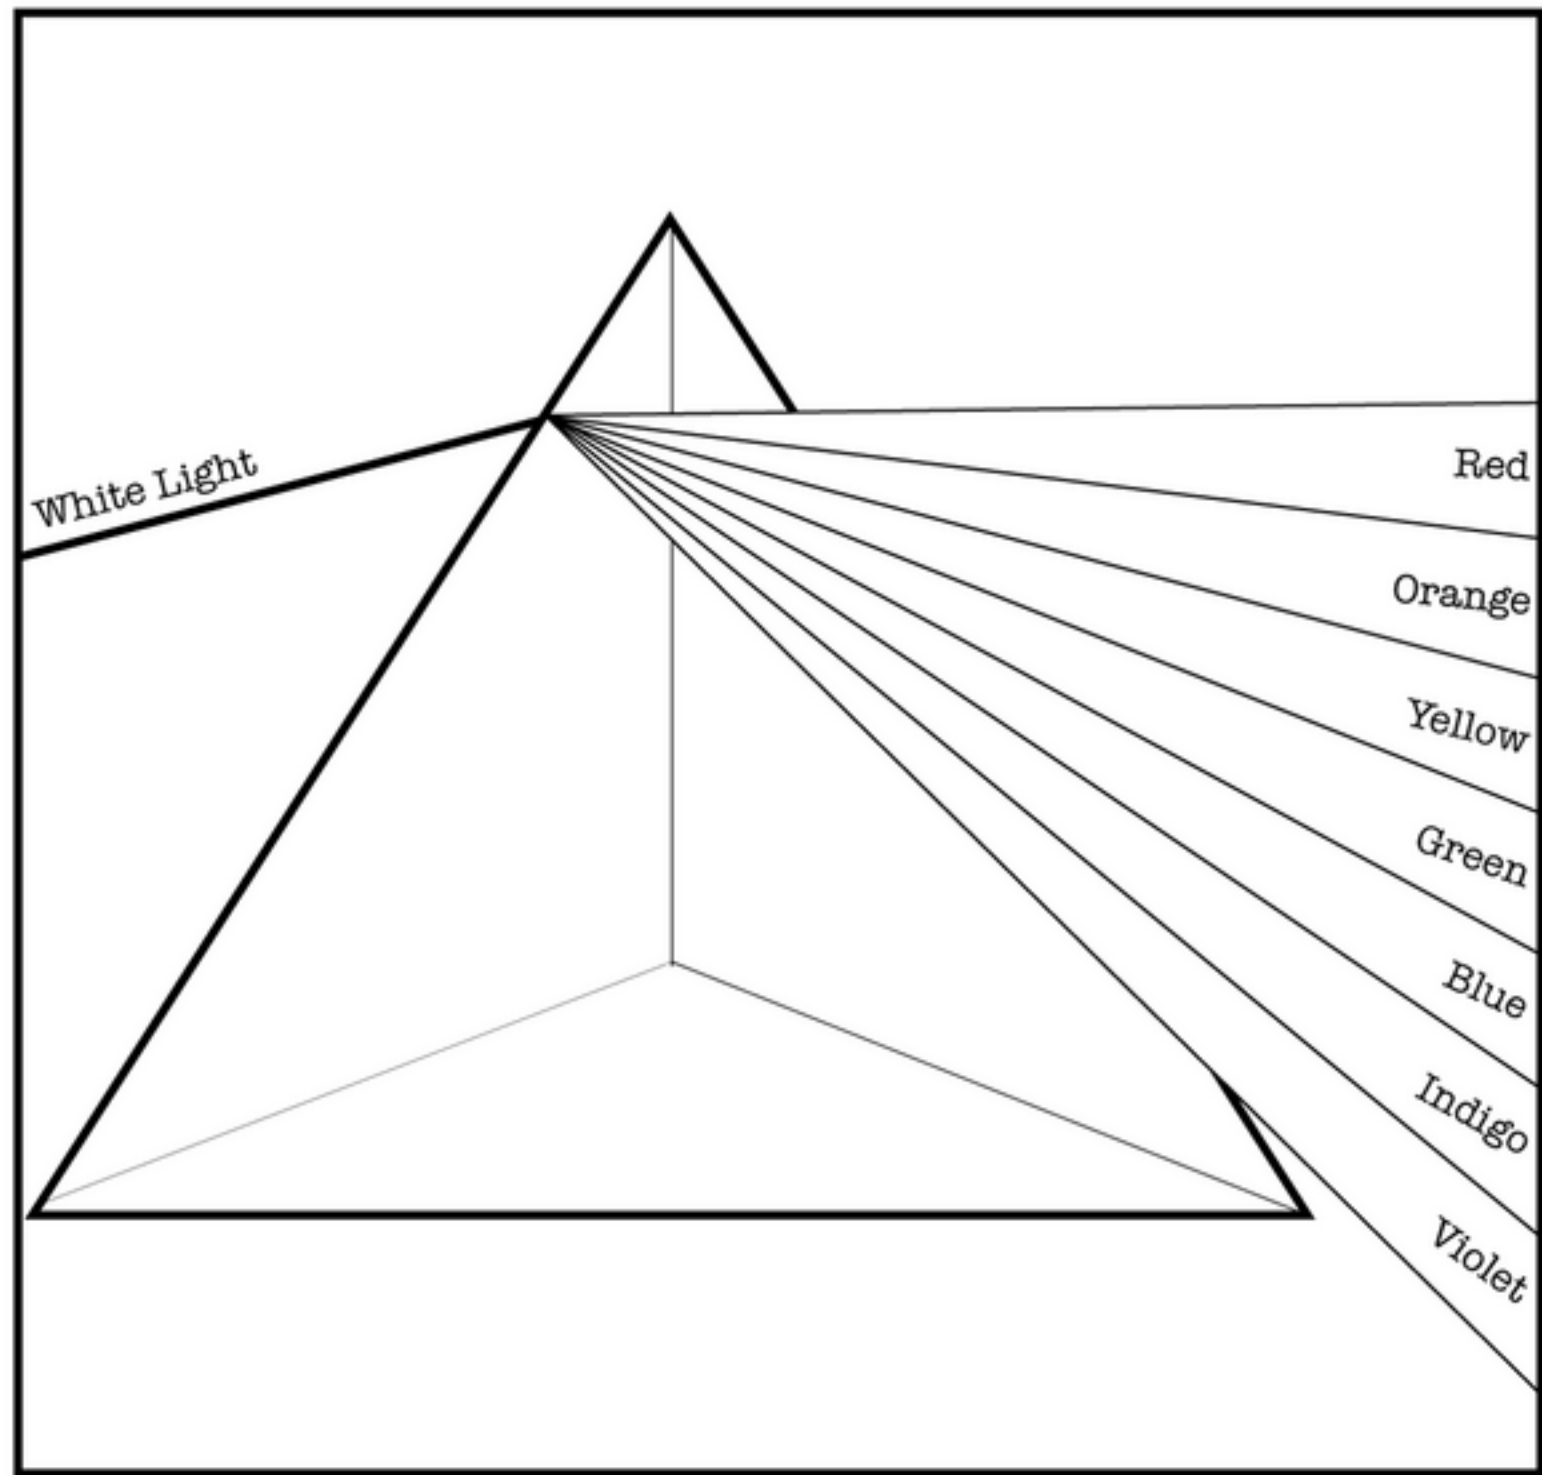 White Light
Red
Orange
Yellow
Green
Blue
Indigo
Violet